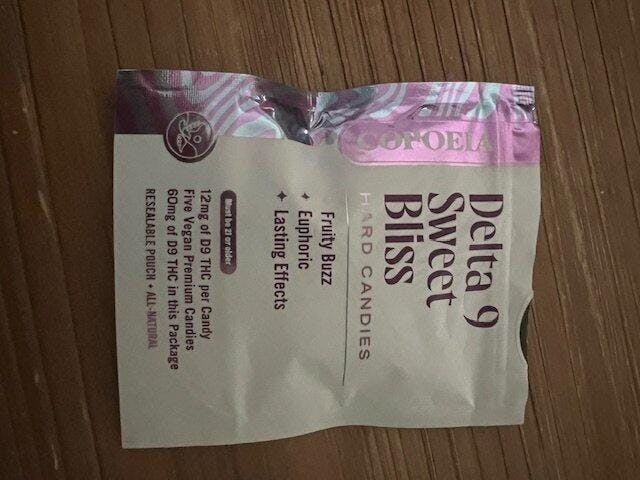 COPOEIA
Delta 9
Sweet
Bliss
HARD CANDIES
Fruity Buzz
✦ Euphoric
✦ Lasting Effects
Must be 21 or older
12mg of D9 THC per Candy
Five Vegan Premium Candies
60mg of D9 THC in this Package
RESEALABLE POUCH • ALL-NATURAL